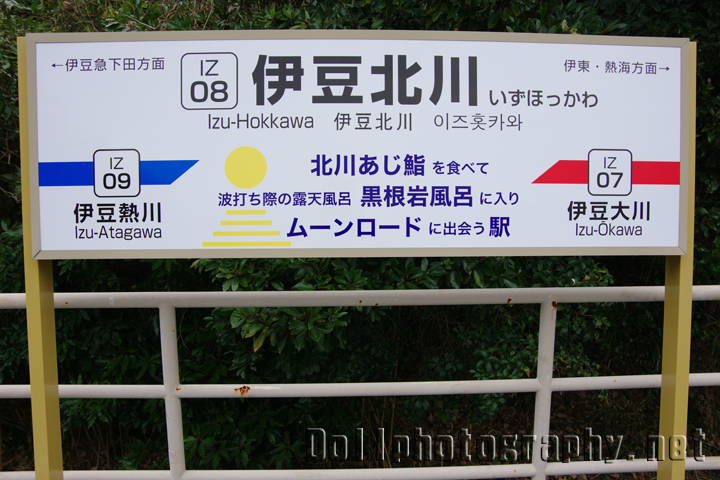 ←伊豆急下田方面
伊東・熱海方面→
IZ
08
伊豆北川 いずほっかわ
Izu-Hokkawa 伊豆北川 이즈홋카와
北川あじ鮨 を食べて
波打ち際の露天風呂 黒根岩風呂 に入り
ムーンロード に出会う 駅
IZ
09
伊豆熱川
Izu-Atagawa
IZ
07
伊豆大川
Izu-Ōkawa
Dollphotography.net